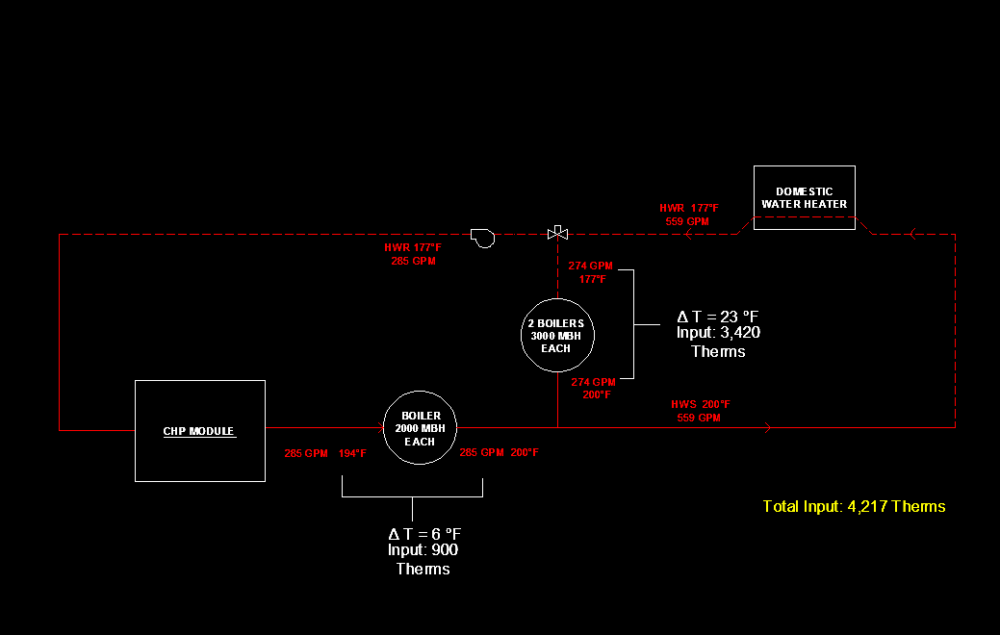 DOMESTIC
WATER HEATER
HWR 177°F
559 GPM
HWR 177°F
285 GPM
274 GPM
177°F
2 BOILERS
3000 MBH
EACH
Δ T = 23 °F
Input: 3,420
Therms
274 GPM
200°F
HWS 200°F
559 GPM
CHP MODULE
BOILER
2000 MBH
EACH
285 GPM 194°F
285 GPM 200°F
Total Input: 4,217 Therms
Δ T = 6 °F
Input: 900
Therms